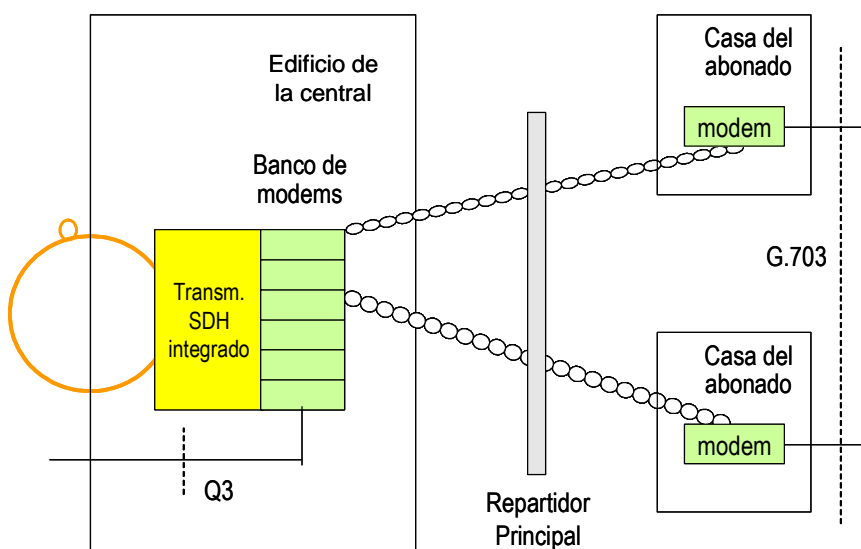 Edificio de
la central
Banco de
modems
Transm.
SDH
integrado
Q3
Repartidor
Principal
Casa del
abonado
modem
G.703
Casa del
abonado
modem